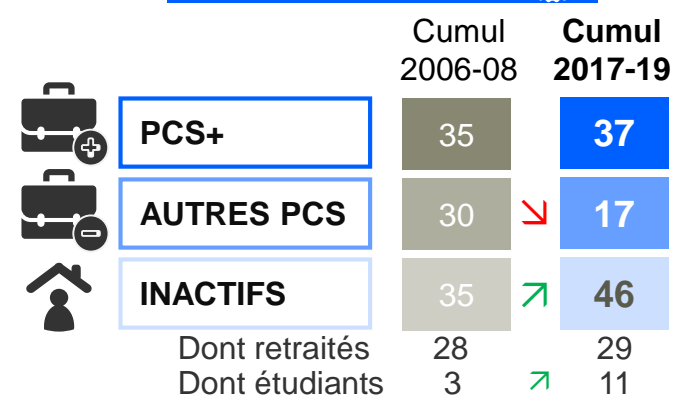 Cumul Cumul
2006-08 2017-19
PCS+ 35 37
AUTRES PCS 30 17
INACTIFS 35 46
Dont retraités 28 29
Dont étudiants 3 11